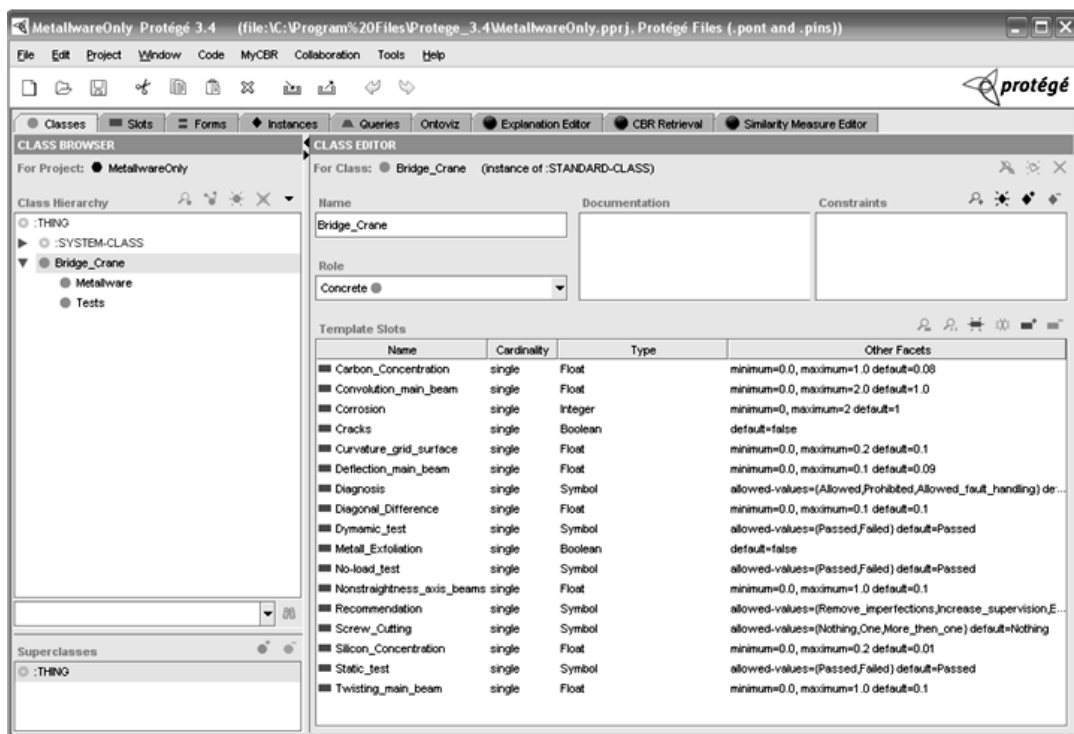 MetallwareOnly Protégé 3.4 (file:\C:\Program%20Files\Protege_3.4\MetallwareOnly.pprj, Protégé Files (.pont and .pins))
File Edit Project Window Code MyCBR Collaboration Tools Help
protégé
Classes Slots Forms Instances Queries Ontoviz Explanation Editor CBR Retrieval Similarity Measure Editor
CLASS BROWSER
For Project: MetallwareOnly
Class Hierarchy
:THING
:SYSTEM-CLASS
Bridge_Crane
Metallware
Tests
Superclasses
:THING
CLASS EDITOR
For Class: Bridge_Crane (instance of :STANDARD-CLASS)
Name Documentation Constraints
Bridge_Crane
Role
Concrete
Template Slots
Name Cardinality Type Other Facets
Carbon_Concentration single Float minimum=0.0, maximum=1.0 default=0.08
Convolution_main_beam single Float minimum=0.0, maximum=2.0 default=1.0
Corrosion single Integer minimum=0, maximum=2 default=1
Cracks single Boolean default=false
Curvature_grid_surface single Float minimum=0.0, maximum=0.2 default=0.1
Deflection_main_beam single Float minimum=0.0, maximum=0.1 default=0.09
Diagnosis single Symbol allowed-values={Allowed,Prohibited,Allowed_fault_handling} de...
Diagonal_Difference single Float minimum=0.0, maximum=0.1 default=0.1
Dymamic_test single Symbol allowed-values={Passed,Failed} default=Passed
Metall_Exfoliation single Boolean default=false
No-load_test single Symbol allowed-values={Passed,Failed} default=Passed
Nonstraightness_axis_beams single Float minimum=0.0, maximum=1.0 default=0.1
Recommendation single Symbol allowed-values={Remove_imperfections,Increase_supervision,E...
Screw_Cutting single Symbol allowed-values={Nothing,One,More_then_one} default=Nothing
Silicon_Concentration single Float minimum=0.0, maximum=0.2 default=0.01
Static_test single Symbol allowed-values={Passed,Failed} default=Passed
Twisting_main_beam single Float minimum=0.0, maximum=1.0 default=0.1